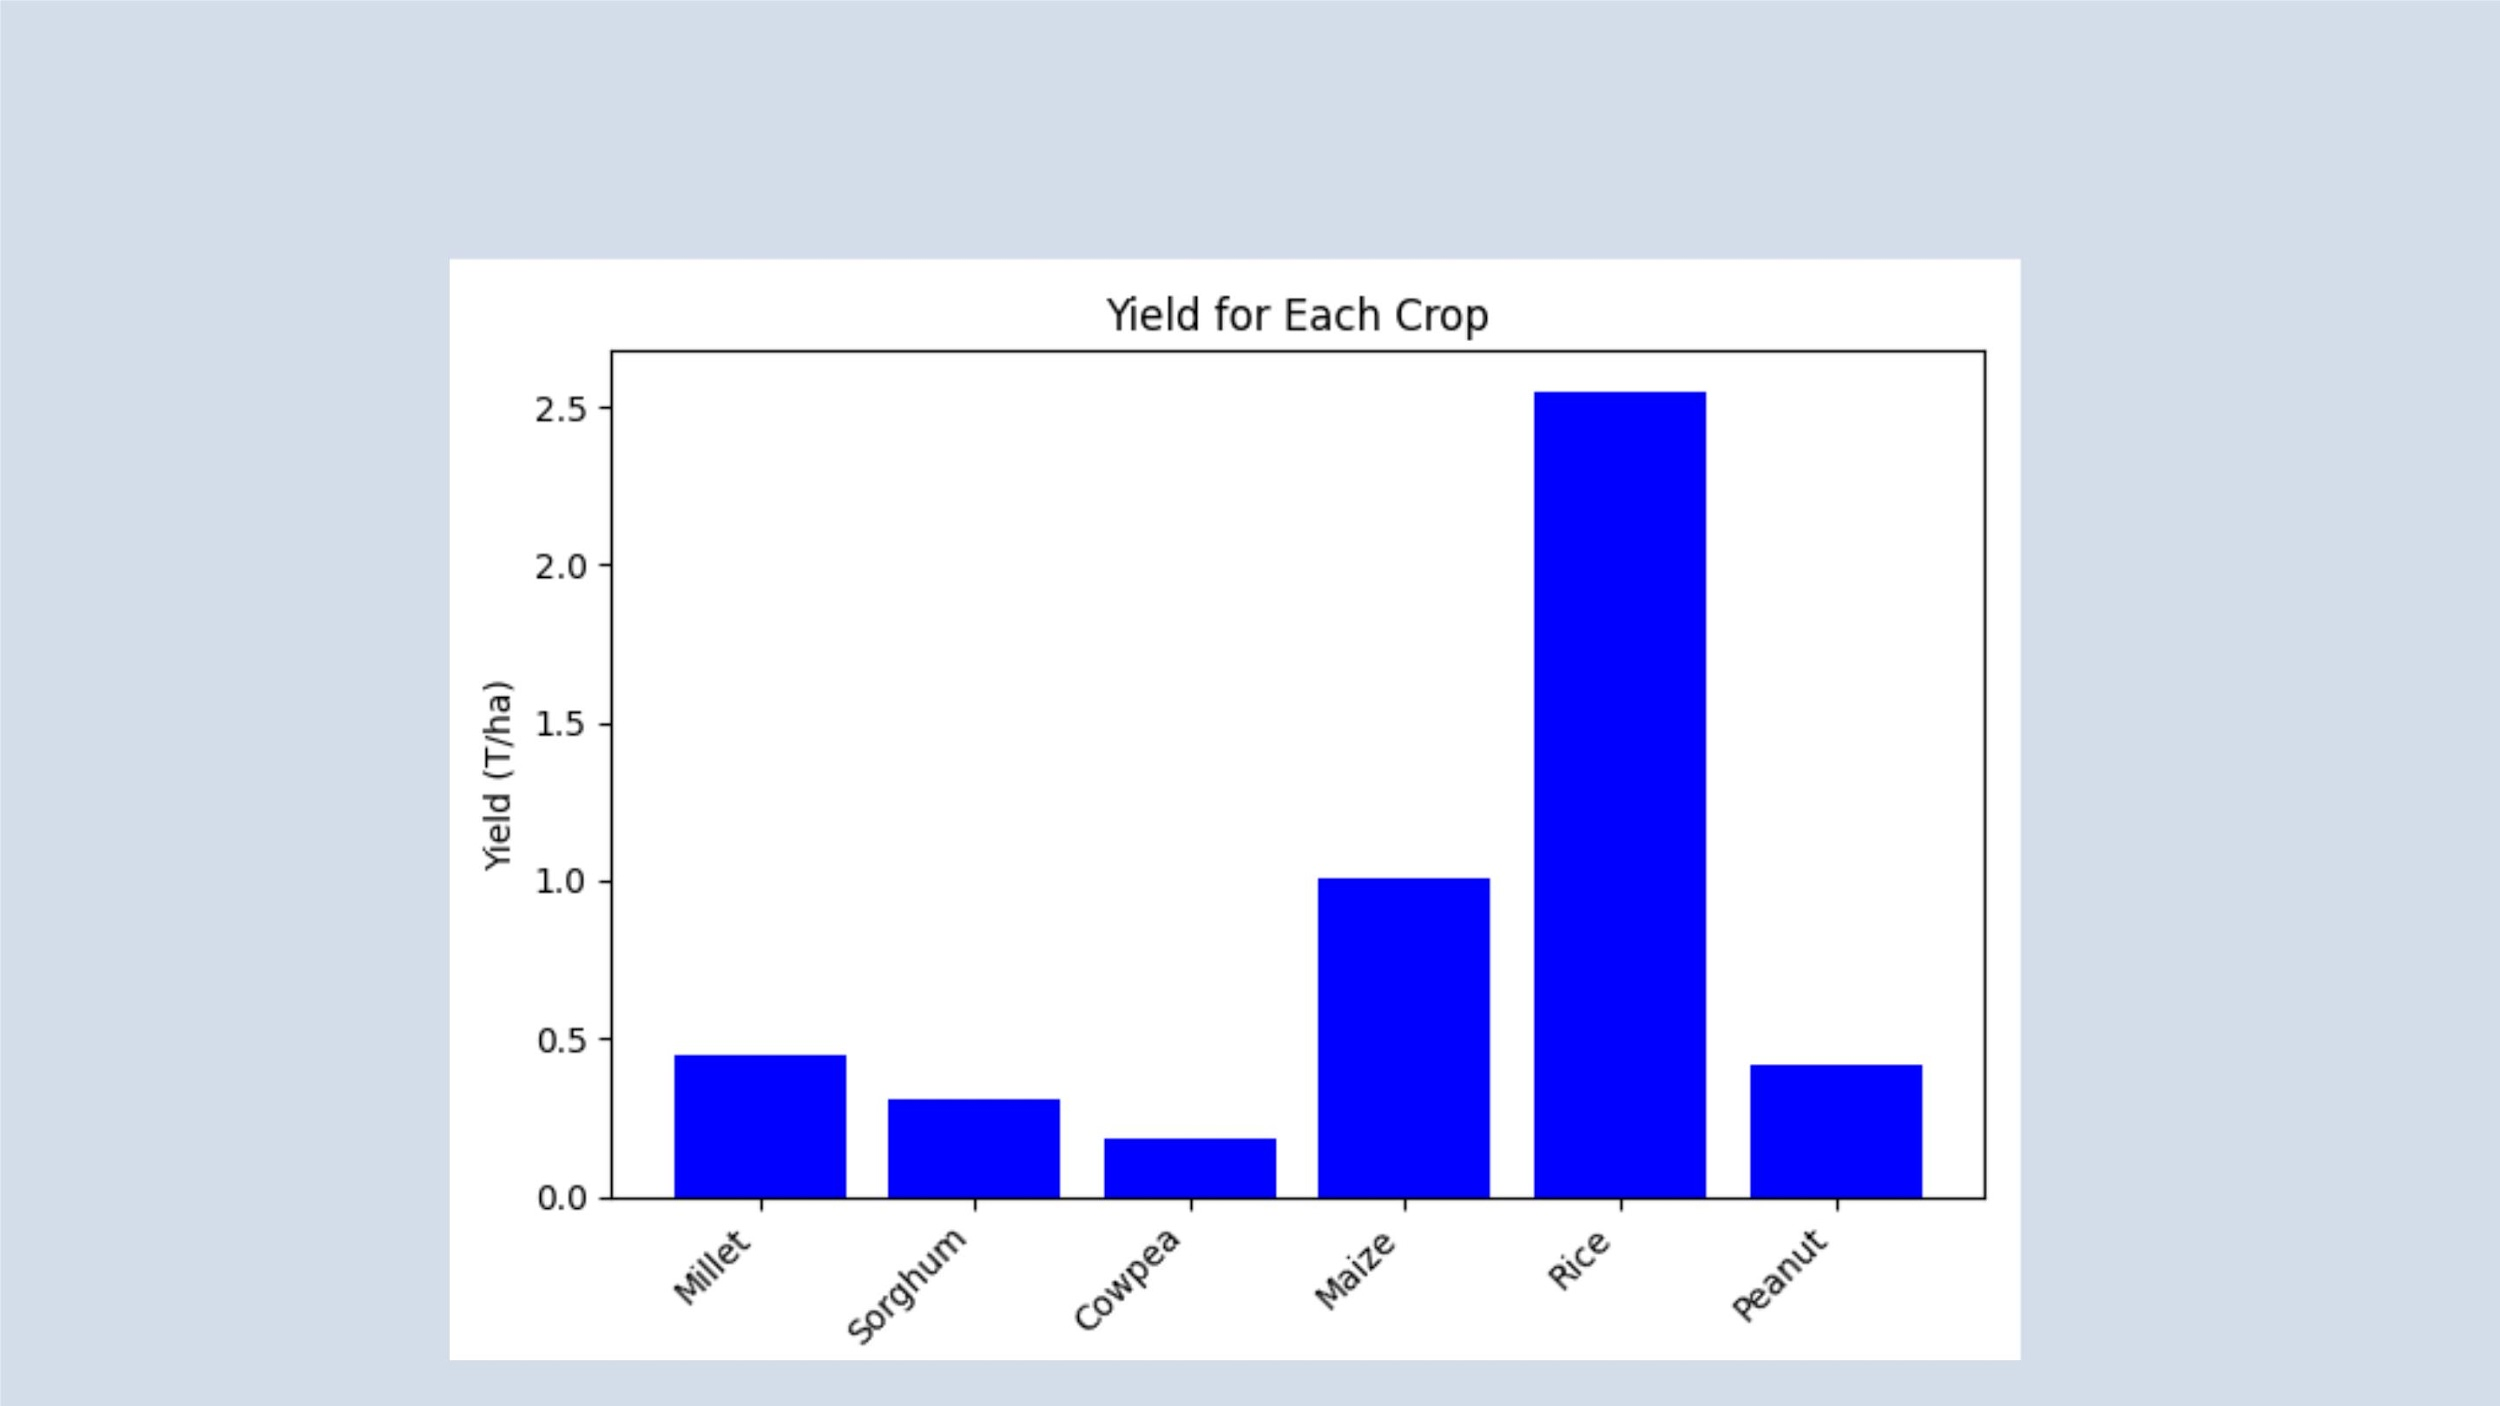 Yield for Each Crop
Yield (T/ha)
2.5
2.0
1.5
1.0
0.5
0.0
Millet
Sorghum
Cowpea
Maize
Rice
Peanut